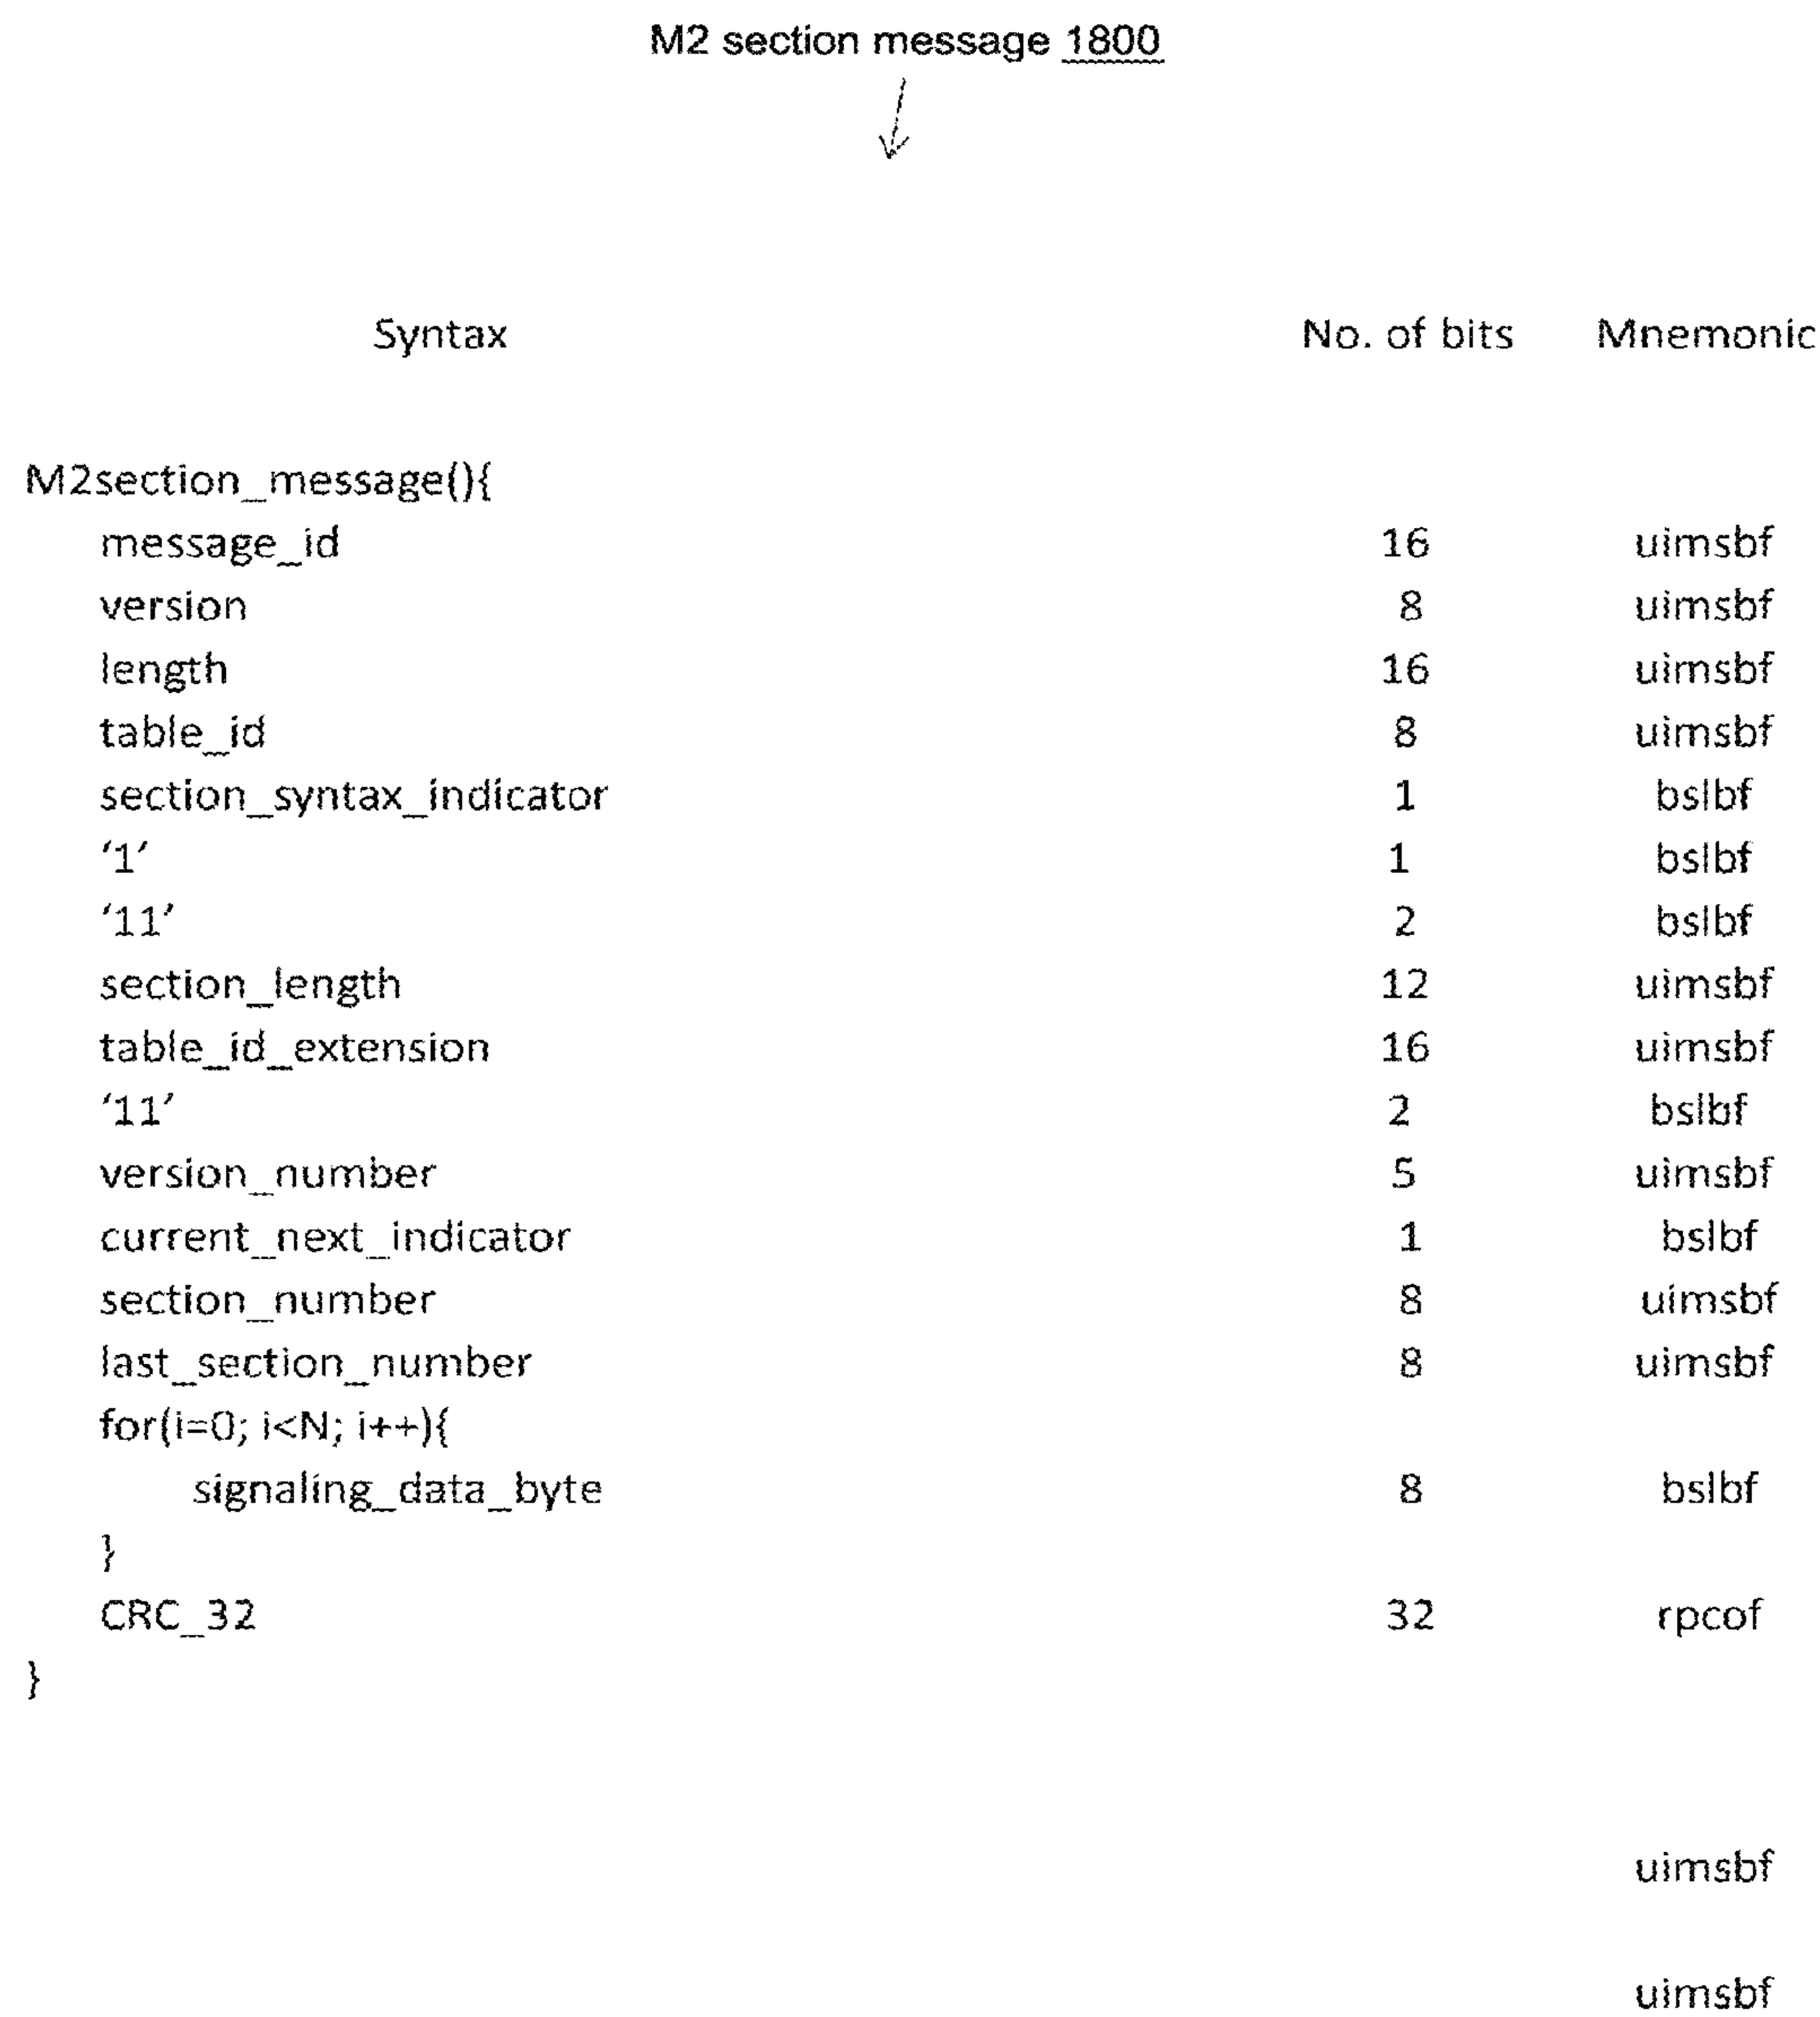 M2 section message 1800
Syntax No. of bits Mnemonic
M2section_message(){
message_id 16 uimsbf
version 8 uimsbf
length 16 uimsbf
table_id 8 uimsbf
section_syntax_indicator 1 bslbf
‘1’ 1 bslbf
‘11’ 2 bslbf
section_length 12 uimsbf
table_id_extension 16 uimsbf
‘11’ 2 bslbf
version_number 5 uimsbf
current_next_indicator 1 bslbf
section_number 8 uimsbf
last_section_number 8 uimsbf
for(i=0; i<N; i++){
signaling_data_byte 8 bslbf
}
CRC_32 32 rpcof
}
uimsbf
uimsbf